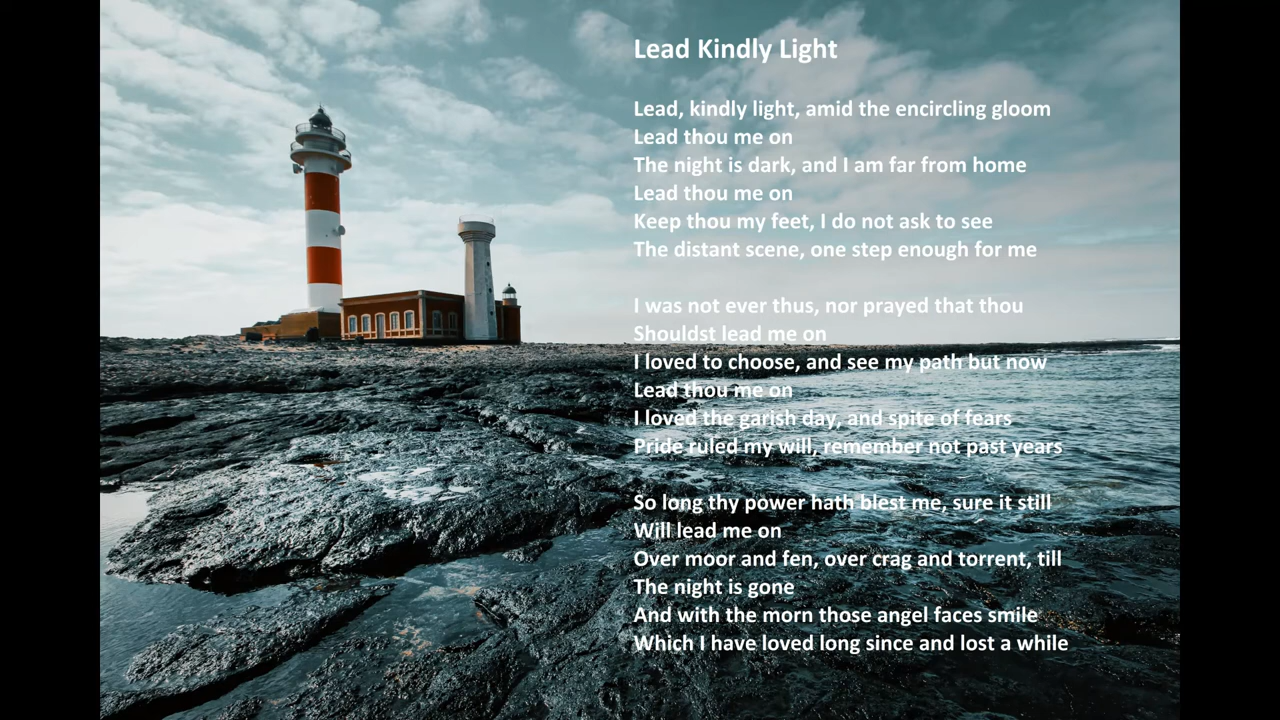 Lead Kindly Light
Lead, kindly light, amid the encircling gloom
Lead thou me on
The night is dark, and I am far from home
Lead thou me on
Keep thou my feet, I do not ask to see
The distant scene, one step enough for me
I was not ever thus, nor prayed that thou
Shouldst lead me on
I loved to choose, and see my path but now
Lead thou me on
I loved the garish day, and spite of fears
Pride ruled my will, remember not past years
So long thy power hath blest me, sure it still
Will lead me on
Over moor and fen, over crag and torrent, till
The night is gone
And with the morn those angel faces smile
Which I have loved long since and lost a while